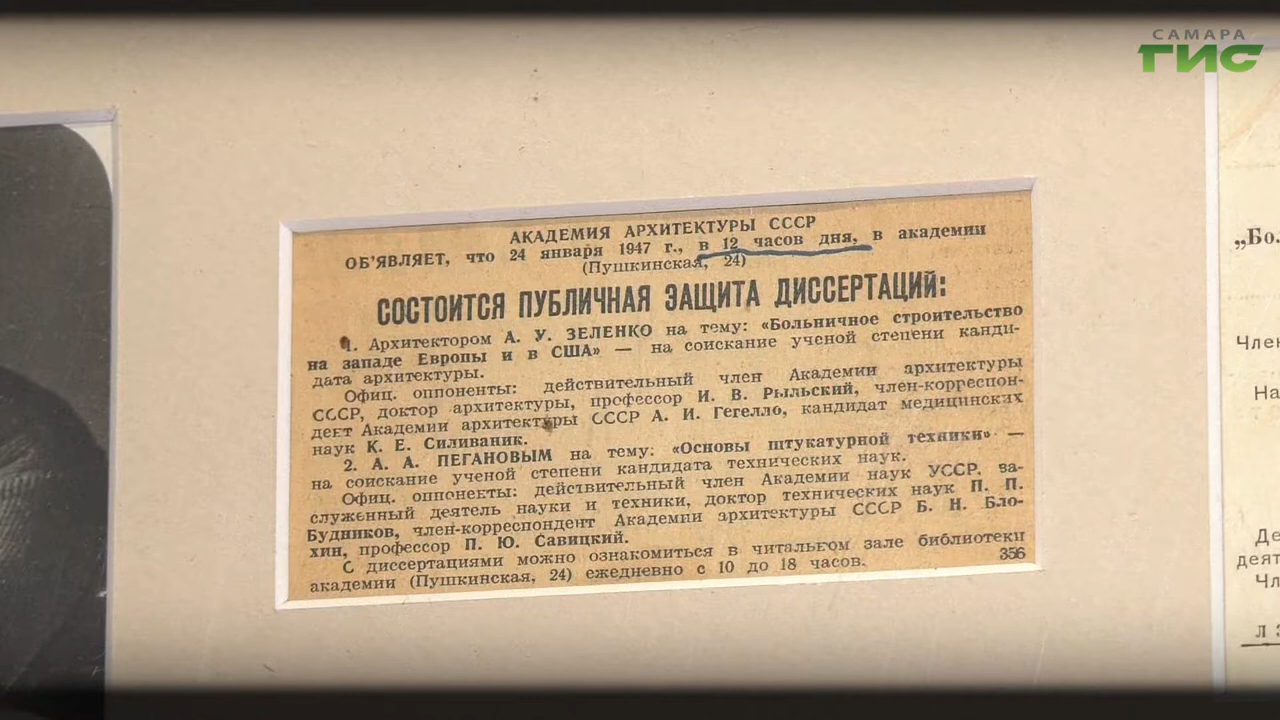 САМАРА
ГИС
АКАДЕМИЯ АРХИТЕКТУРЫ СССР
ОБ'ЯВЛЯЕТ, что 24 января 1947 г., в 12 часов дня, в академии
(Пушкинская, 24)
СОСТОИТСЯ ПУБЛИЧНАЯ ЗАЩИТА ДИССЕРТАЦИЙ:
1. Архитектором А. У. ЗЕЛЕНКО на тему: «Больничное строительство
на западе Европы и в США» — на соискание ученой степени канди-
дата архитектуры.
Офиц. оппоненты: действительный член Академии архитектуры
СССР, доктор архитектуры, профессор И. В. Рыльский, член-корреспон-
дент Академии архитектуры СССР А. И. Гегелло, кандидат медицинских
наук К. Е. Силиваник.
2. А. А. ПЕГАНОВЫМ на тему: «Основы штукатурной техники» —
на соискание ученой степени кандидата технических наук.
Офиц. оппоненты: действительный член Академии наук УССР, за-
служенный деятель науки и техники, доктор технических наук П. П.
Будников, член-корреспондент Академии архитектуры СССР Б. Н. Бло-
хин, профессор П. Ю. Савицкий.
С диссертациями можно ознакомиться в читальном зале библиотеки
академии (Пушкинская, 24) ежедневно с 10 до 18 часов. 356
„Бо
Член
На
Де
деят
Чл